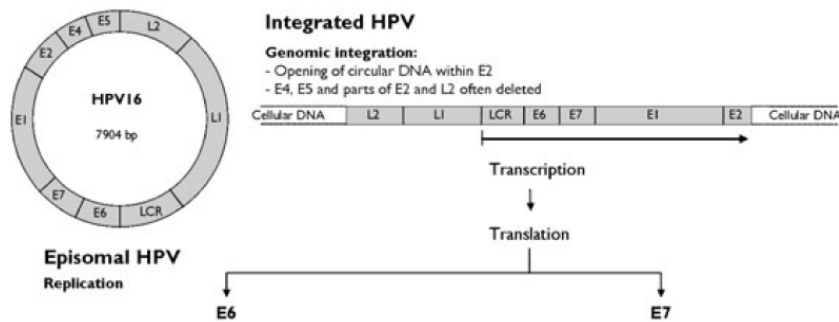 E5
L2
E4
E2
HPV16
7904 bp
E1
L1
E7
E6
LCR
Episomal HPV
Replication
Integrated HPV
Genomic integration:
- Opening of circular DNA within E2
- E4, E5 and parts of E2 and L2 often deleted
Cellular DNA L2 L1 LCR E6 E7 E1 E2 Cellular DNA
Transcription
Translation
E6 E7